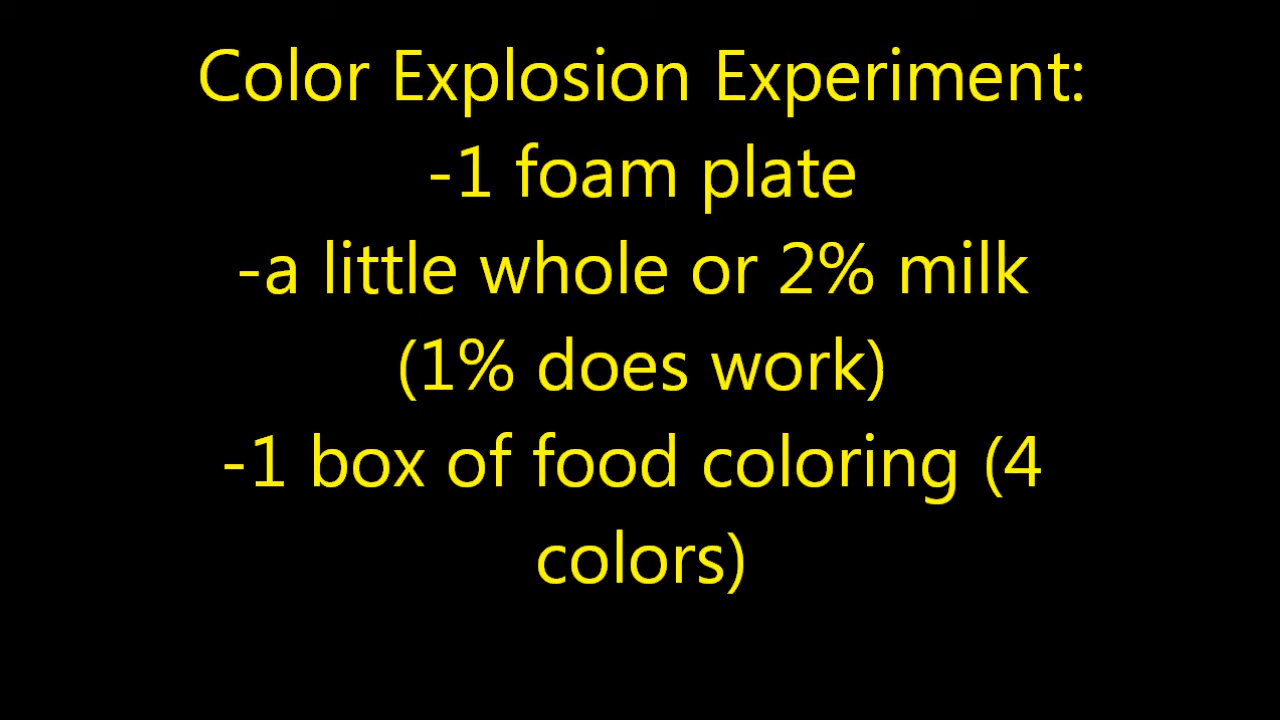 Color Explosion Experiment:
-1 foam plate
-a little whole or 2% milk
(1% does work)
-1 box of food coloring (4
colors)